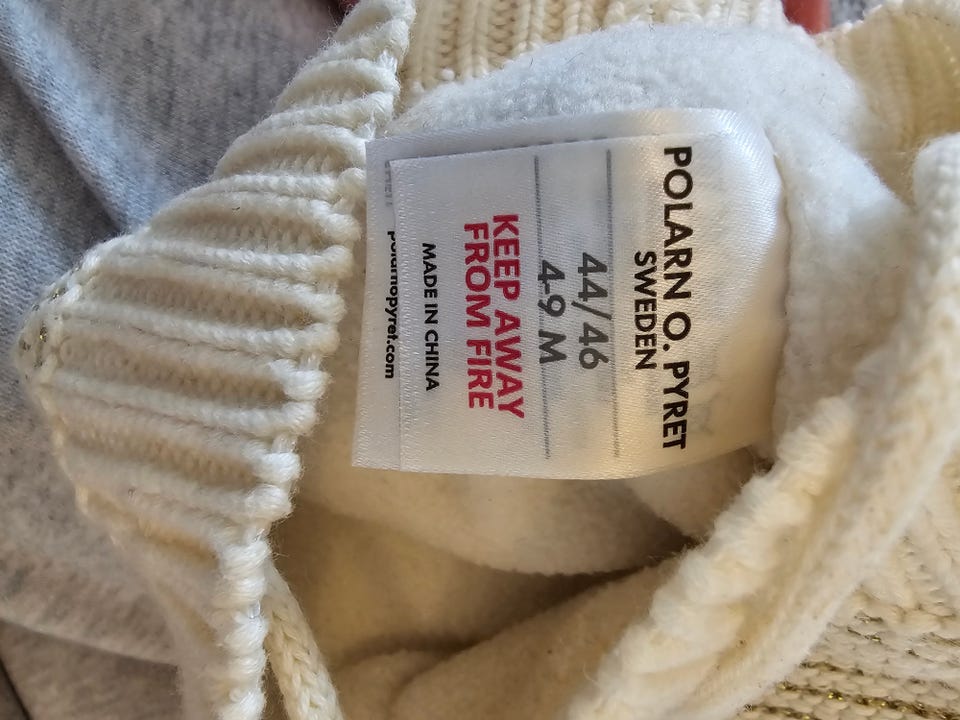 POLARN O. PYRET
SWEDEN
44/46
4-9 M
KEEP AWAY
FROM FIRE
MADE IN CHINA
polarnopyret.com